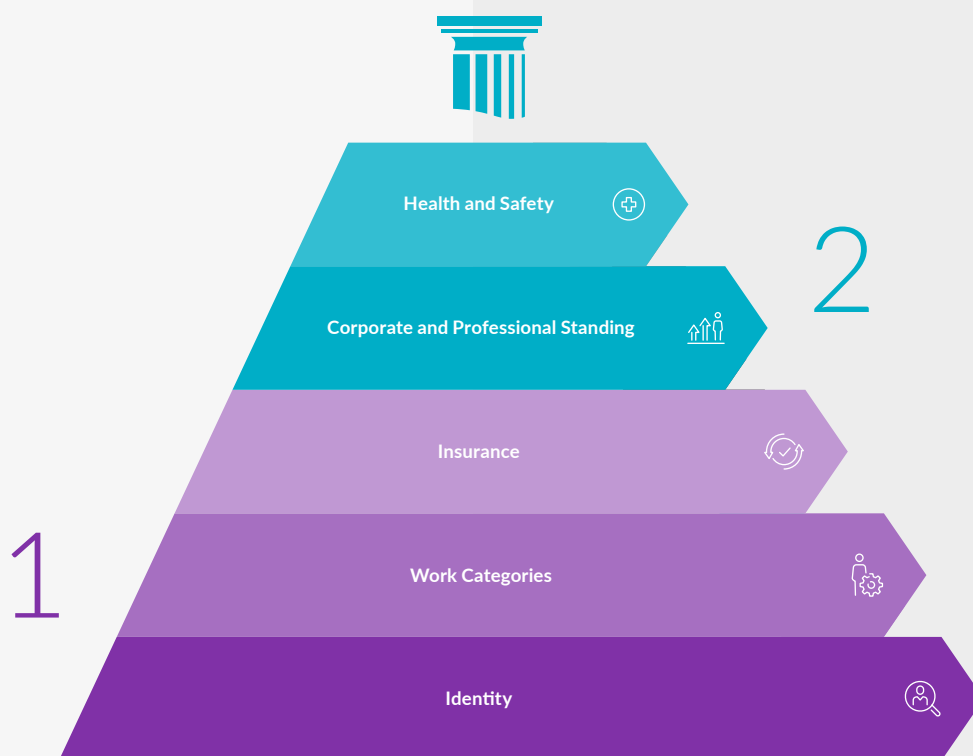 Health and Safety
2
Corporate and Professional Standing
Insurance
1
Work Categories
Identity